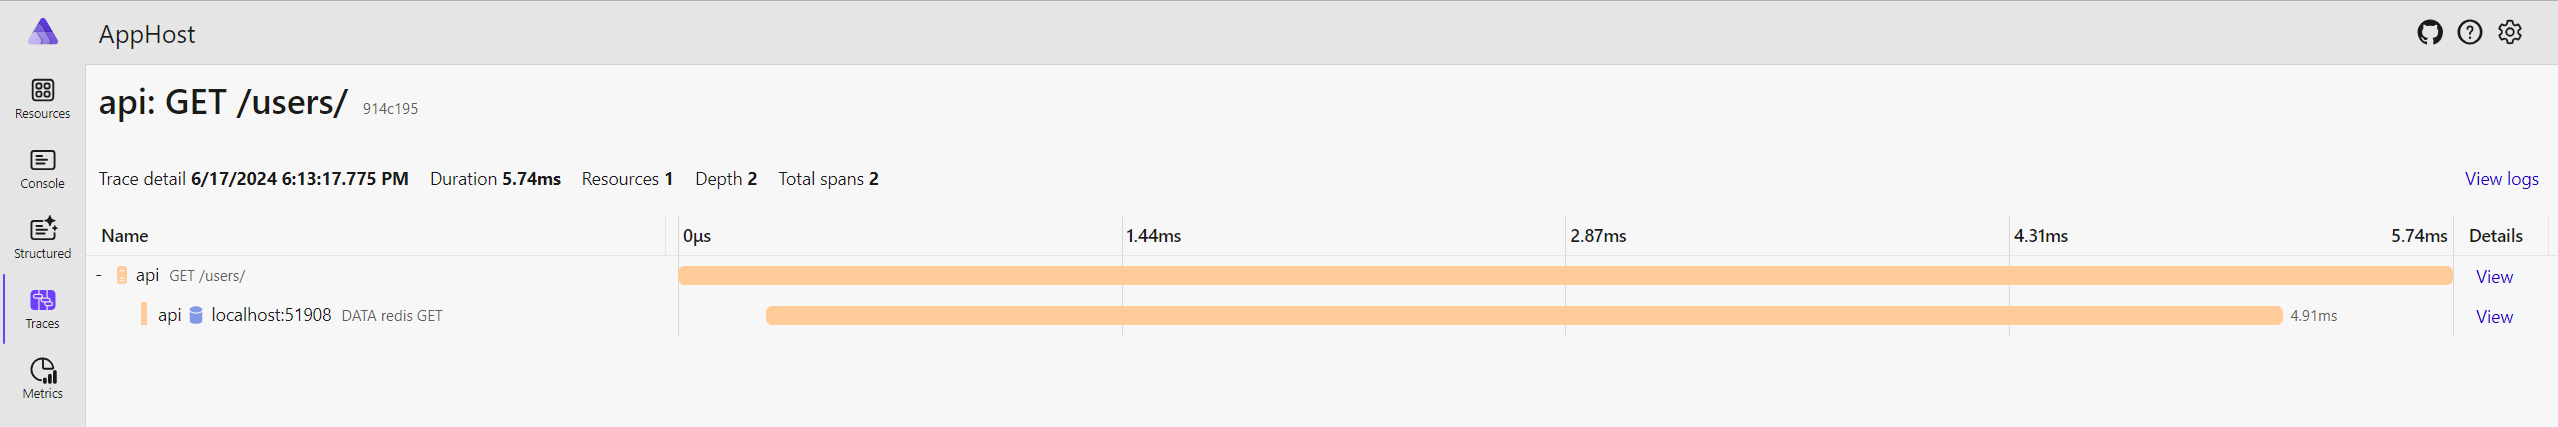 AppHost
Resources
Console
Structured
Traces
Metrics
api: GET /users/ 914c195
Trace detail 6/17/2024 6:13:17.775 PM Duration 5.74ms Resources 1 Depth 2 Total spans 2 View logs
Name 0µs 1.44ms 2.87ms 4.31ms 5.74ms Details
- api GET /users/ View
api localhost:51908 DATA redis GET 4.91ms View